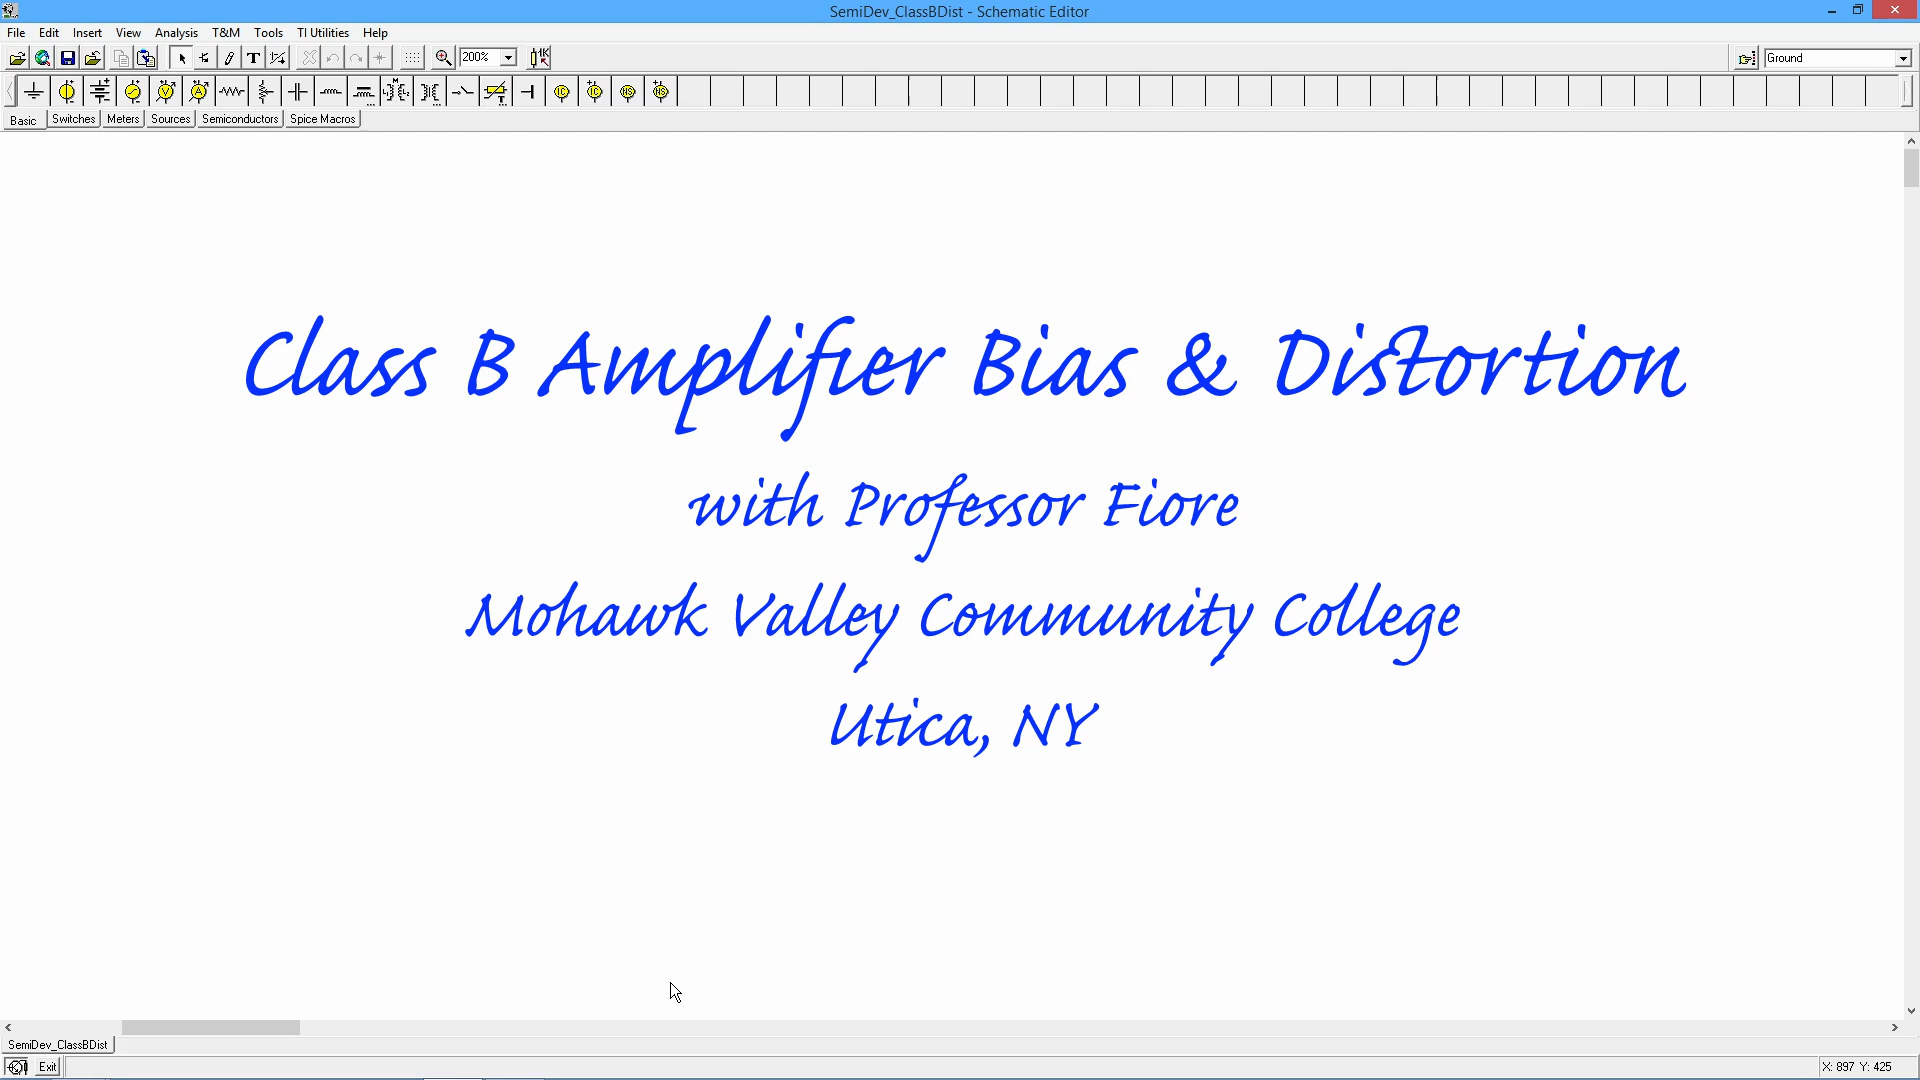 SemiDev_ClassBDist - Schematic Editor
File Edit Insert View Analysis T&M Tools TI Utilities Help
200% Ground
Basic Switches Meters Sources Semiconductors Spice Macros
Class B Amplifier Bias & Distortion
with Professor Fiore
Mohawk Valley Community College
Utica, NY
SemiDev_ClassBDist
Exit X: 897 Y: 425